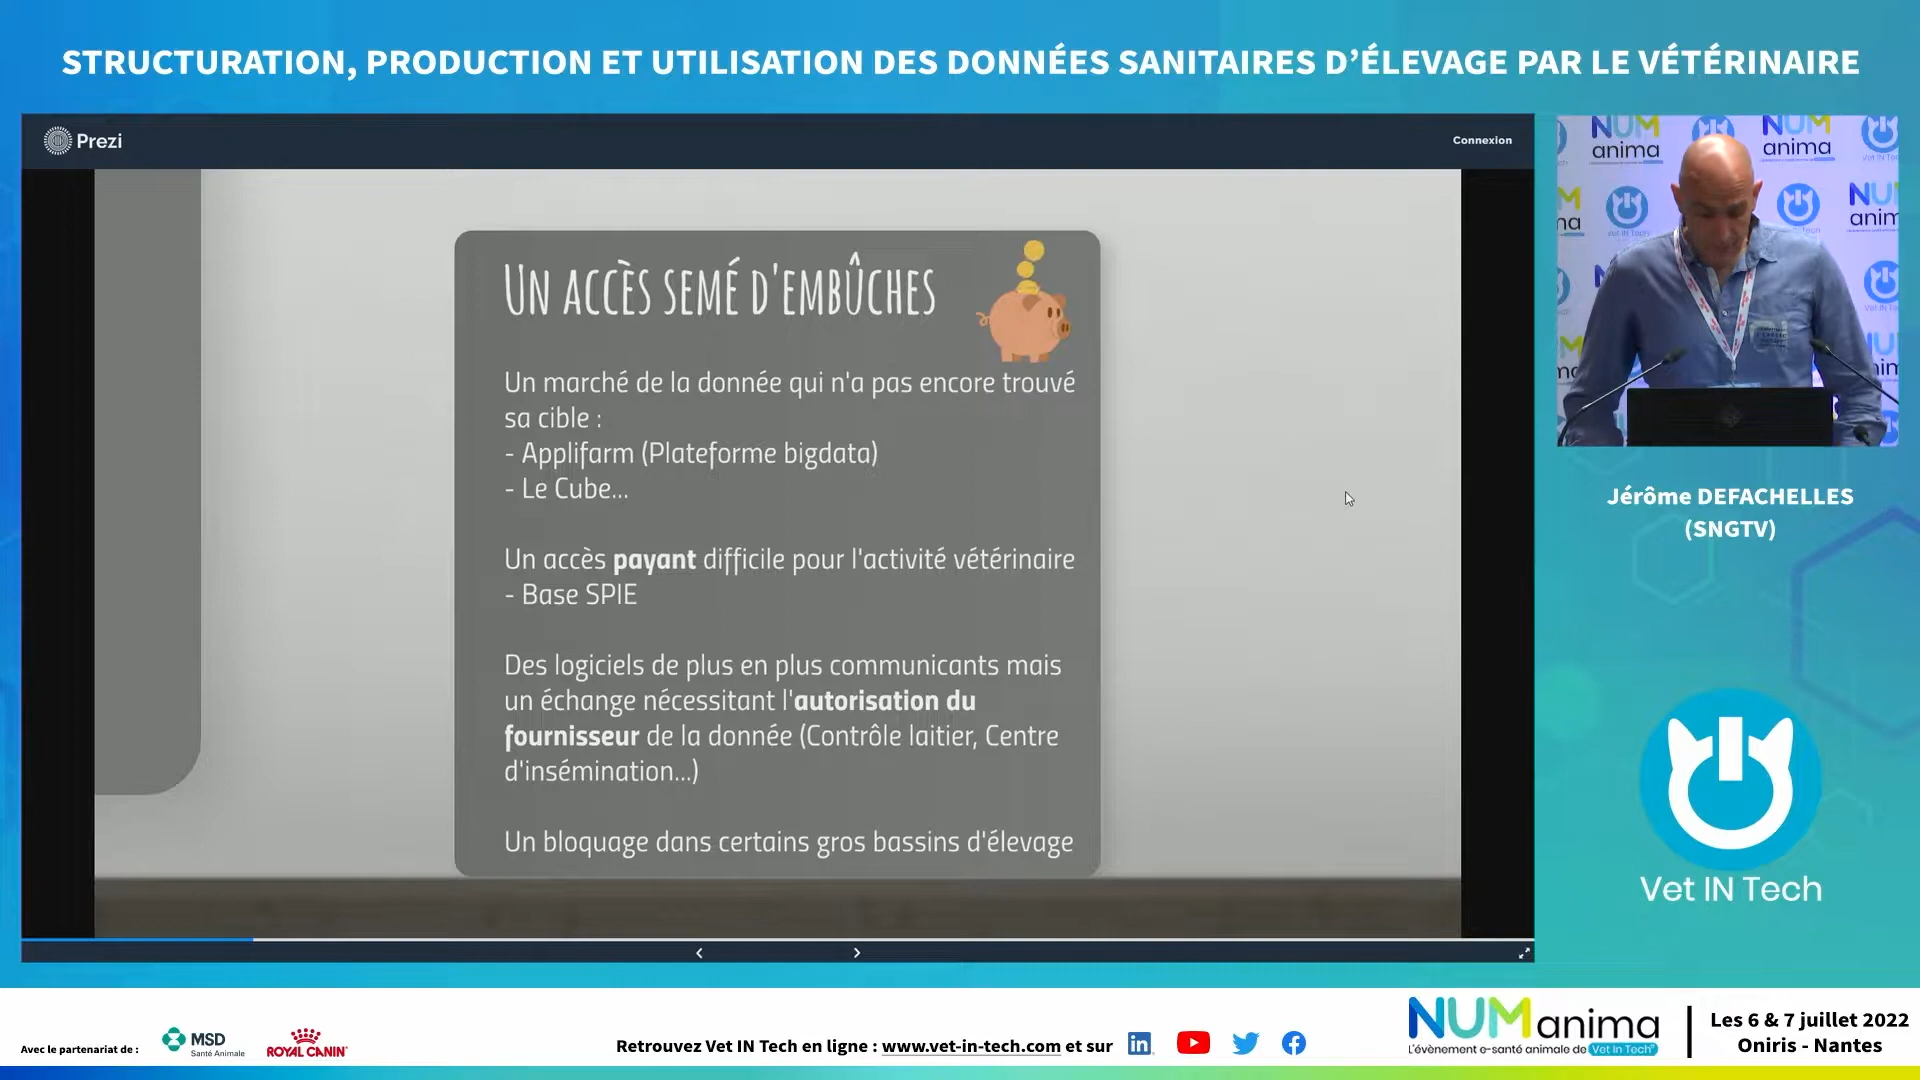 STRUCTURATION, PRODUCTION ET UTILISATION DES DONNÉES SANITAIRES D’ÉLEVAGE PAR LE VÉTÉRINAIRE
Prezi
Connexion
UN ACCÈS SEMÉ D'EMBÛCHES
Un marché de la donnée qui n'a pas encore trouvé
sa cible :
- Applifarm (Plateforme bigdata)
- Le Cube...
Un accès payant difficile pour l'activité vétérinaire
- Base SPIE
Des logiciels de plus en plus communicants mais
un échange nécessitant l'autorisation du
fournisseur de la donnée (Contrôle laitier, Centre
d'insémination...)
Un bloquage dans certains gros bassins d'élevage
NUM
anima
NUM
anima
Jérôme DEFACHELLES
(SNGTV)
Vet IN Tech
Avec le partenariat de :
MSD
Santé Animale
ROYAL CANIN
Retrouvez Vet IN Tech en ligne : www.vet-in-tech.com et sur
NUManima
L'évènement e-santé animale de Vet In Tech
Les 6 & 7 juillet 2022
Oniris - Nantes